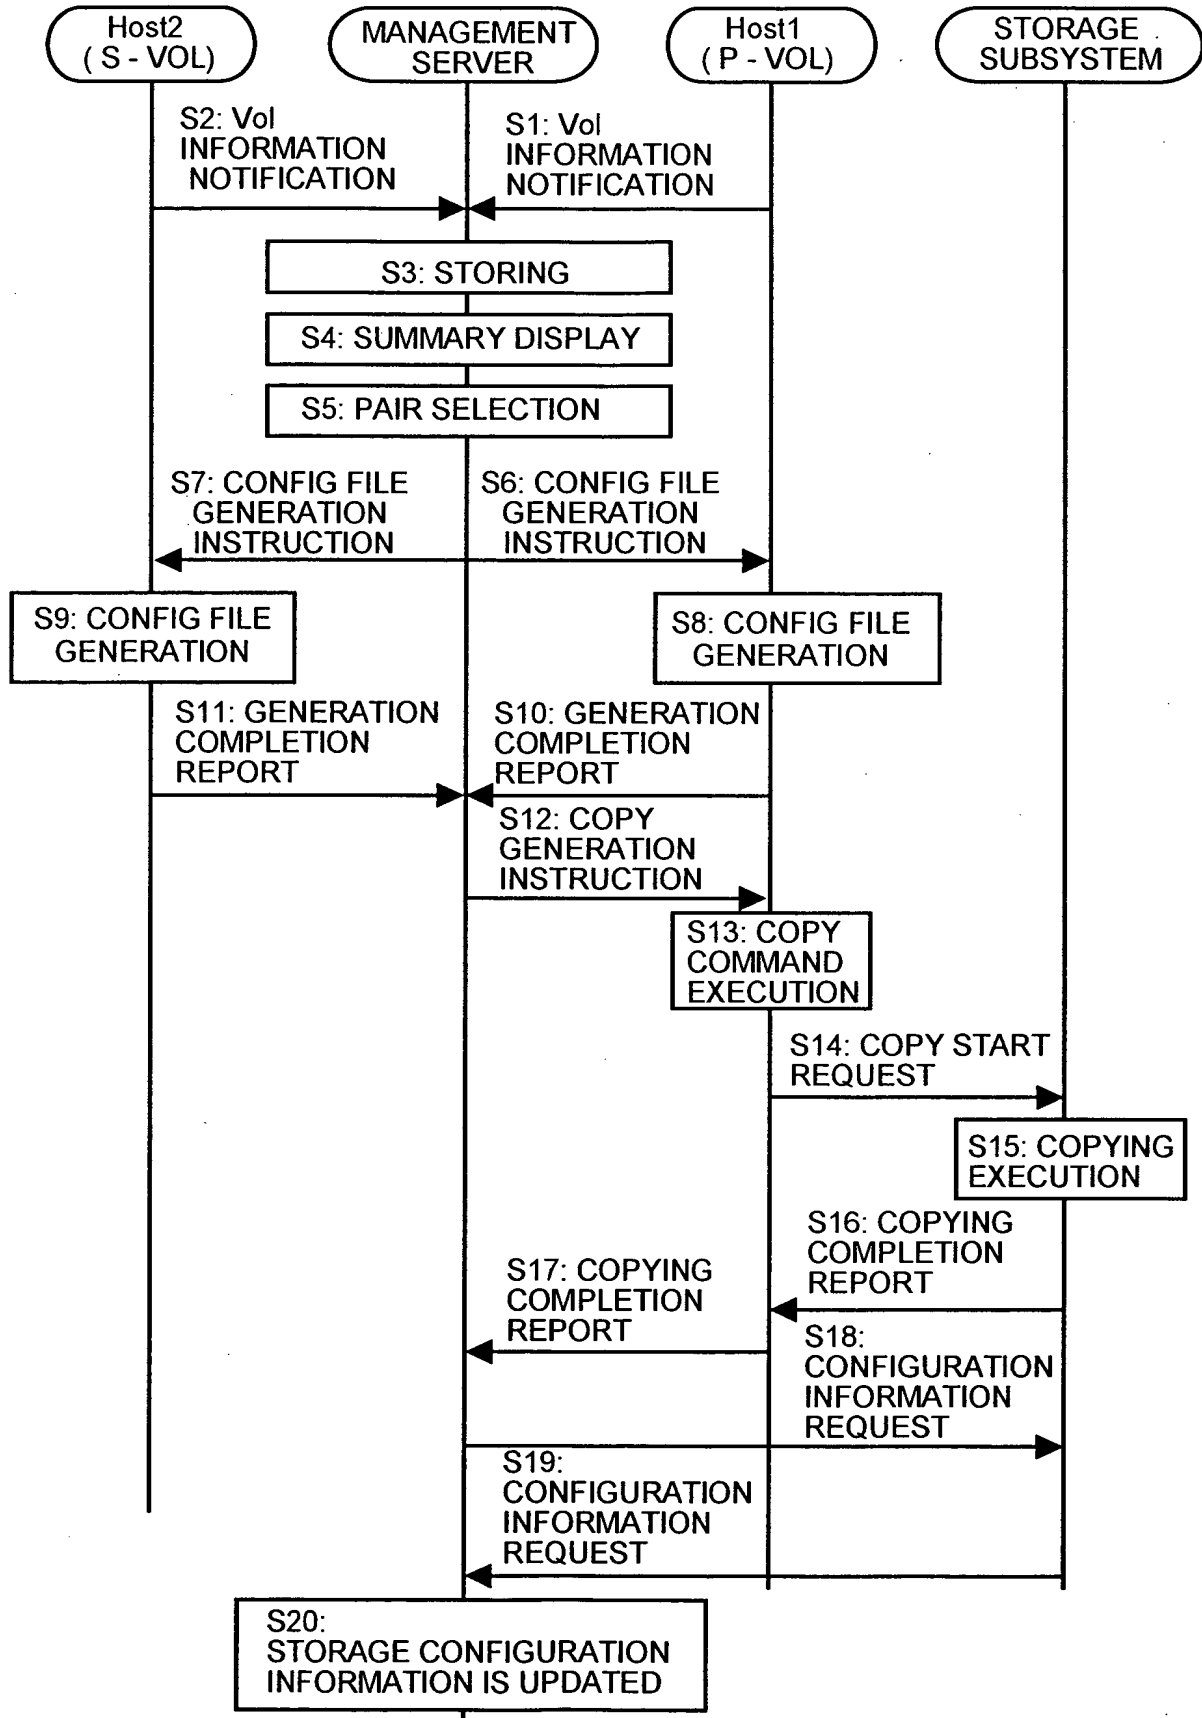 Host2
( S - VOL)
MANAGEMENT
SERVER
Host1
( P - VOL)
STORAGE
SUBSYSTEM
S2: Vol
INFORMATION
NOTIFICATION
S1: Vol
INFORMATION
NOTIFICATION
S3: STORING
S4: SUMMARY DISPLAY
S5: PAIR SELECTION
S7: CONFIG FILE
GENERATION
INSTRUCTION
S6: CONFIG FILE
GENERATION
INSTRUCTION
S9: CONFIG FILE
GENERATION
S8: CONFIG FILE
GENERATION
S11: GENERATION
COMPLETION
REPORT
S10: GENERATION
COMPLETION
REPORT
S12: COPY
GENERATION
INSTRUCTION
S13: COPY
COMMAND
EXECUTION
S14: COPY START
REQUEST
S15: COPYING
EXECUTION
S16: COPYING
COMPLETION
REPORT
S17: COPYING
COMPLETION
REPORT
S18:
CONFIGURATION
INFORMATION
REQUEST
S19:
CONFIGURATION
INFORMATION
REQUEST
S20:
STORAGE CONFIGURATION
INFORMATION IS UPDATED